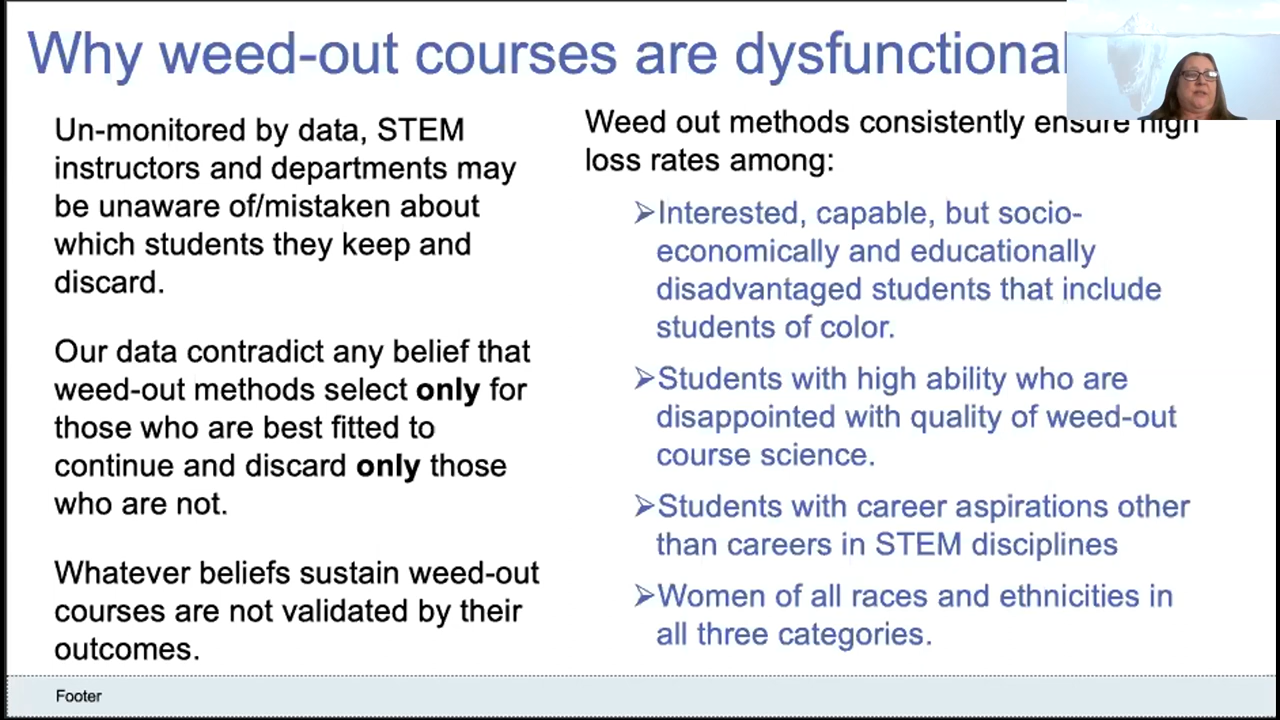 Why weed-out courses are dysfunctional
Un-monitored by data, STEM
instructors and departments may
be unaware of/mistaken about
which students they keep and
discard.
Our data contradict any belief that
weed-out methods select only for
those who are best fitted to
continue and discard only those
who are not.
Whatever beliefs sustain weed-out
courses are not validated by their
outcomes.
Weed out methods consistently ensure high
loss rates among:
➢Interested, capable, but socio-
economically and educationally
disadvantaged students that include
students of color.
➢Students with high ability who are
disappointed with quality of weed-out
course science.
➢Students with career aspirations other
than careers in STEM disciplines
➢Women of all races and ethnicities in
all three categories.
Footer